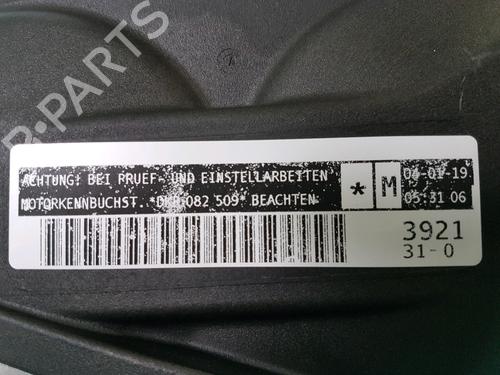 B-PARTS
ACHTUNG! BEI PRUEF- UND EINSTELLARBEITEN
MOTORKENNBUCHST. *DKR 082 509* BEACHTEN
* M
04-01-19
05:31 06
3921
31-0